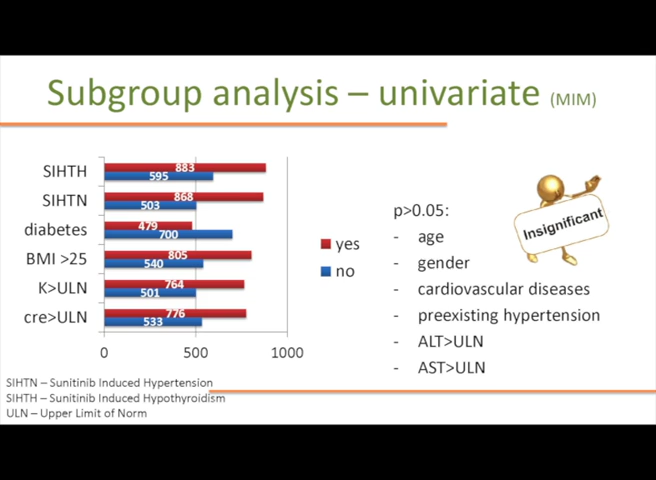 Subgroup analysis – univariate (MIM)
SIHTH
883
595
SIHTN
868
503
diabetes
479
700
BMI >25
805
540
K>ULN
764
501
cre>ULN
776
533
0 500 1000
yes
no
p>0.05:
- age
- gender
- cardiovascular diseases
- preexisting hypertension
- ALT>ULN
- AST>ULN
Insignificant
SIHTN – Sunitinib Induced Hypertension
SIHTH – Sunitinib Induced Hypothyroidism
ULN – Upper Limit of Norm